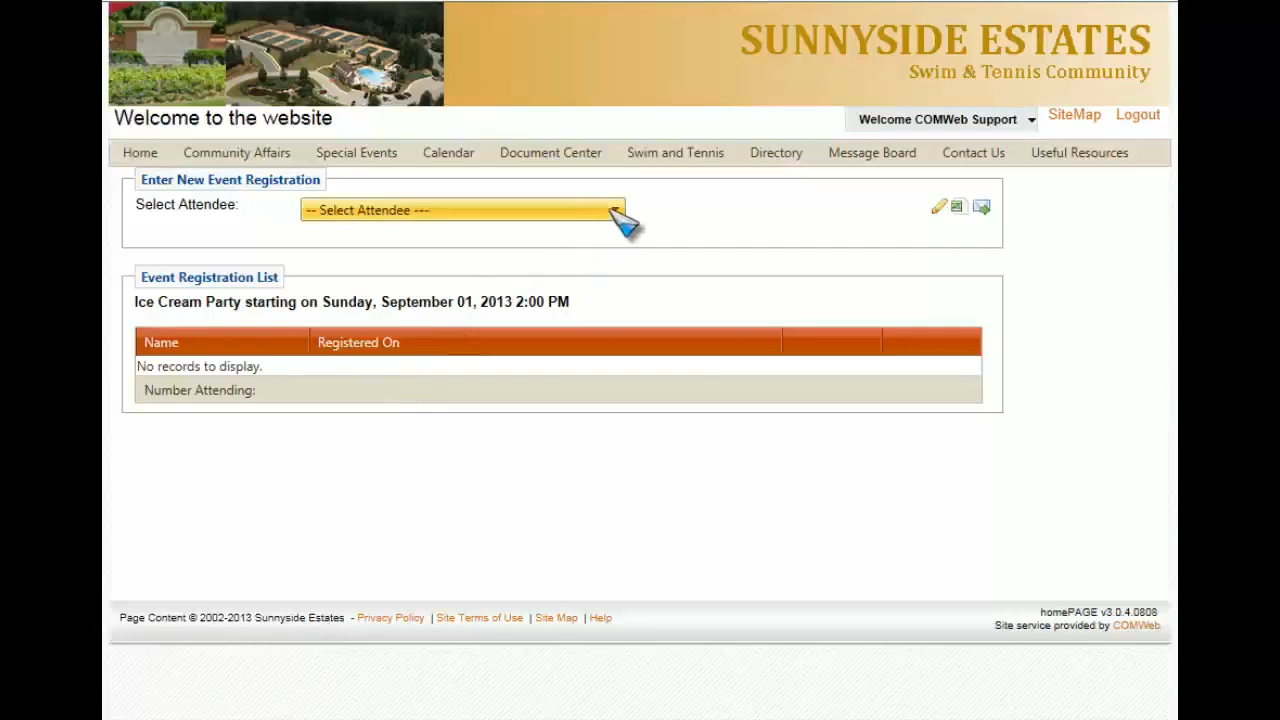 SUNNYSIDE ESTATES
Swim & Tennis Community
Welcome to the website
Welcome COMWeb Support
SiteMap
Logout
Home Community Affairs Special Events Calendar Document Center Swim and Tennis Directory Message Board Contact Us Useful Resources
Enter New Event Registration
Select Attendee:
-- Select Attendee ---
Event Registration List
Ice Cream Party starting on Sunday, September 01, 2013 2:00 PM
Name Registered On
No records to display.
Number Attending:
Page Content © 2002-2013 Sunnyside Estates - Privacy Policy | Site Terms of Use | Site Map | Help
homePAGE v3.0.4.0808
Site service provided by COMWeb